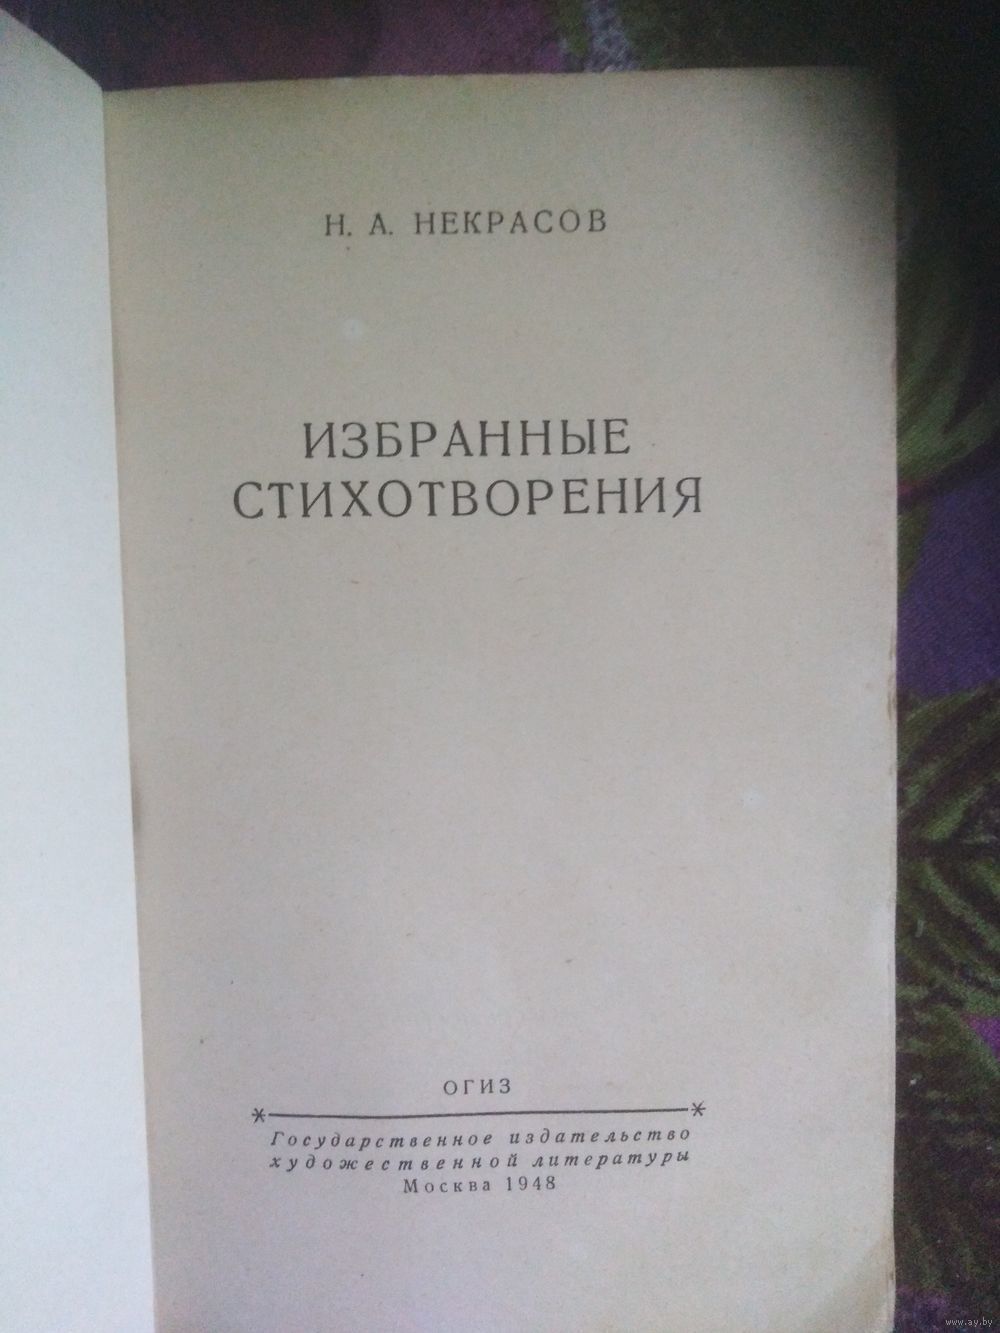 Н. А. НЕКРАСОВ
ИЗБРАННЫЕ
СТИХОТВОРЕНИЯ
ОГИЗ
Государственное издательство
художественной литературы
Москва 1948
www.ay.by